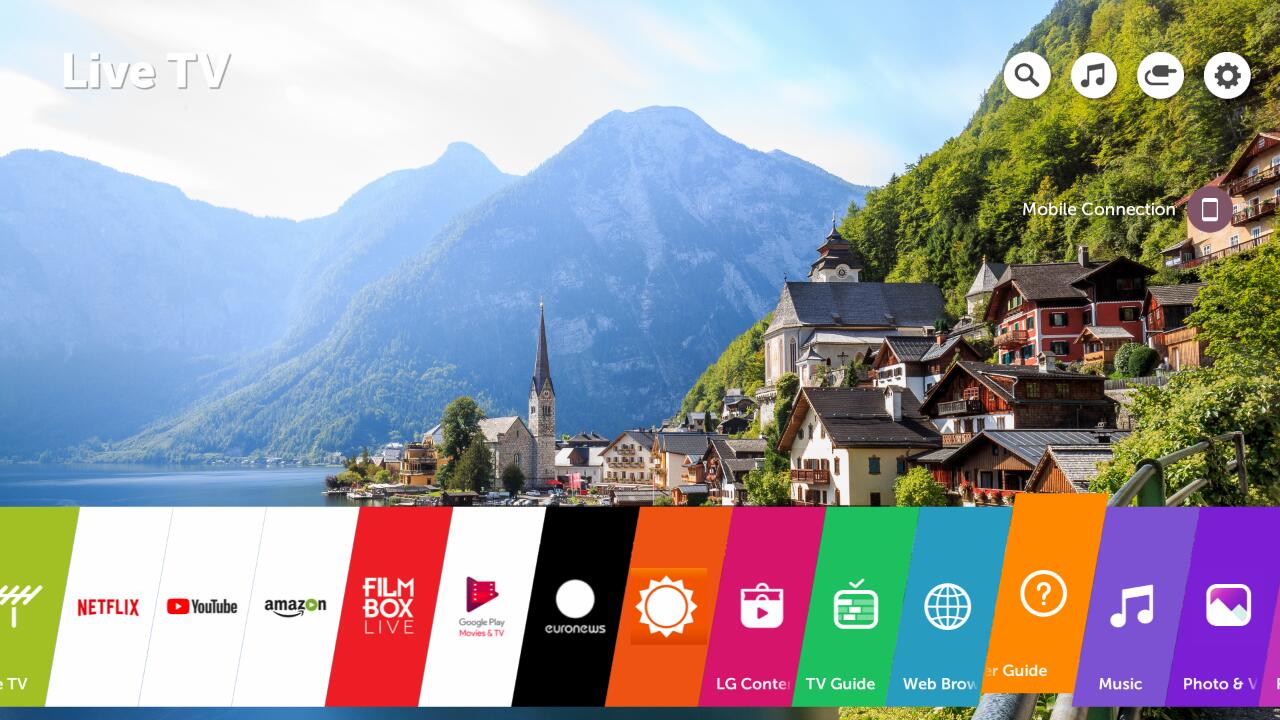 Live TV
Mobile Connection
NETFLIX
YouTube
amazon
FILM
BOX
LIVE
Google Play
Movies & TV
euronews
e TV
LG Conte
TV Guide
Web Brow
er Guide
Music
Photo & V